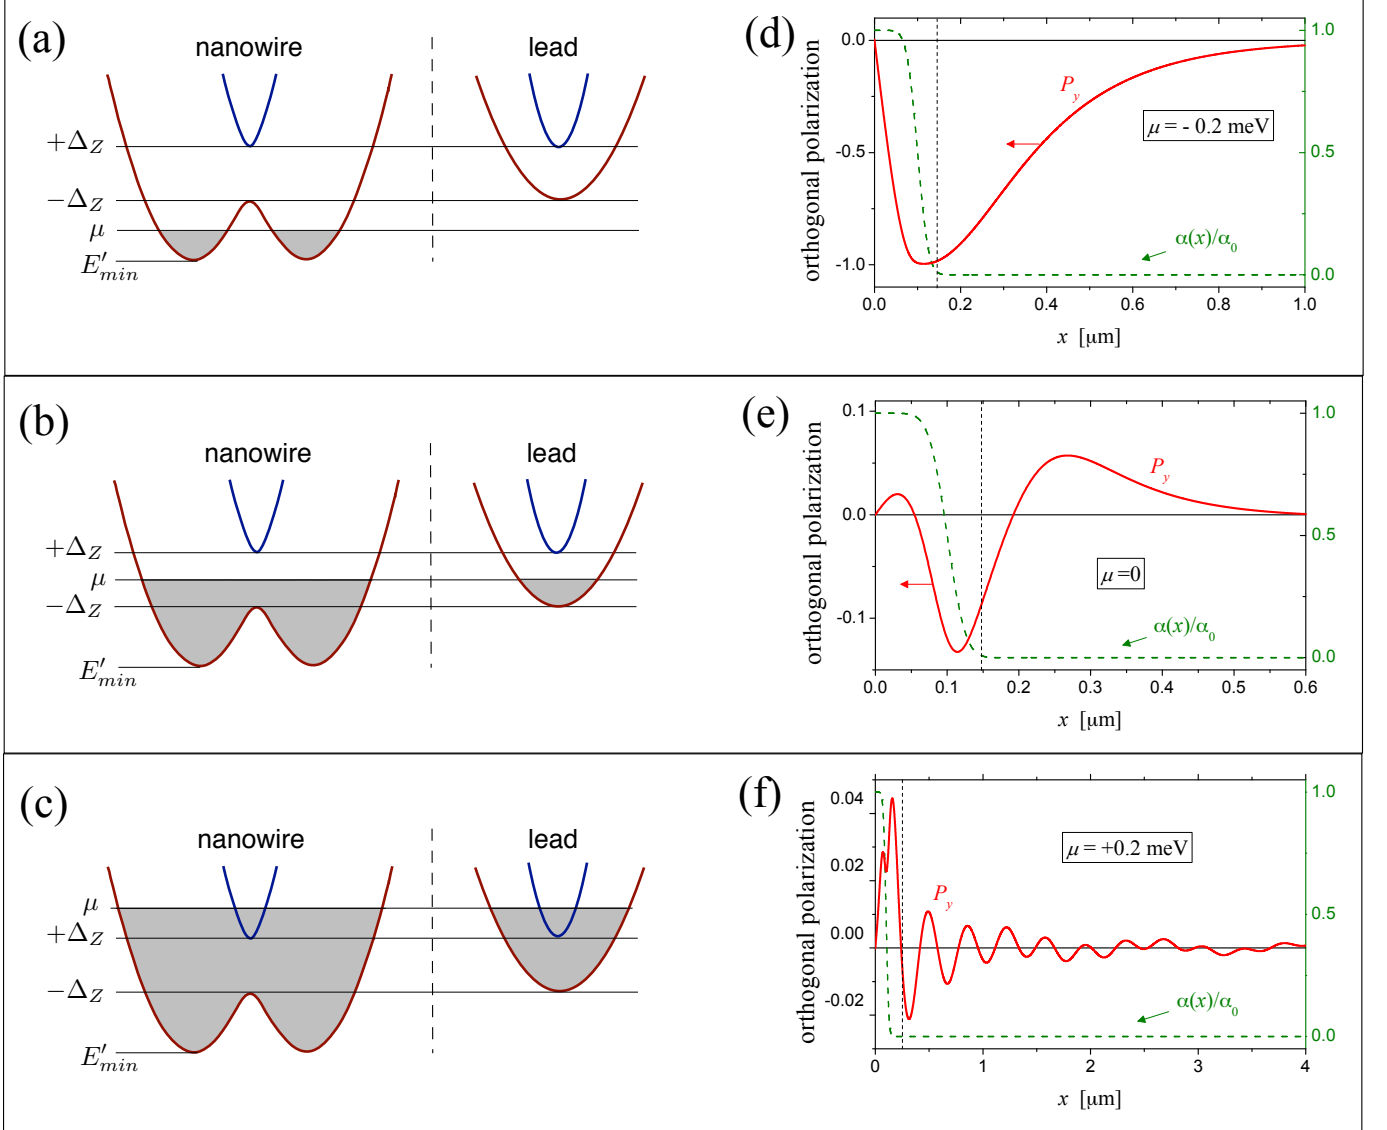 (a)
nanowire
lead
+Δ_Z
−Δ_Z
μ
E′_min
(d)
orthogonal polarization
0.0
-0.5
-1.0
P_y
μ = - 0.2 meV
α(x)/α_0
1.0
0.5
0.0
0.0
0.2
0.4
0.6
0.8
1.0
x [μm]
(b)
nanowire
lead
+Δ_Z
μ
−Δ_Z
E′_min
(e)
orthogonal polarization
0.1
0.0
-0.1
P_y
μ =0
α(x)/α_0
1.0
0.5
0.0
0.0
0.1
0.2
0.3
0.4
0.5
0.6
x [μm]
(c)
nanowire
lead
μ
+Δ_Z
−Δ_Z
E′_min
(f)
orthogonal polarization
0.04
0.02
0.00
-0.02
P_y
μ = +0.2 meV
α(x)/α_0
1.0
0.5
0.0
0
1
2
3
4
x [μm]